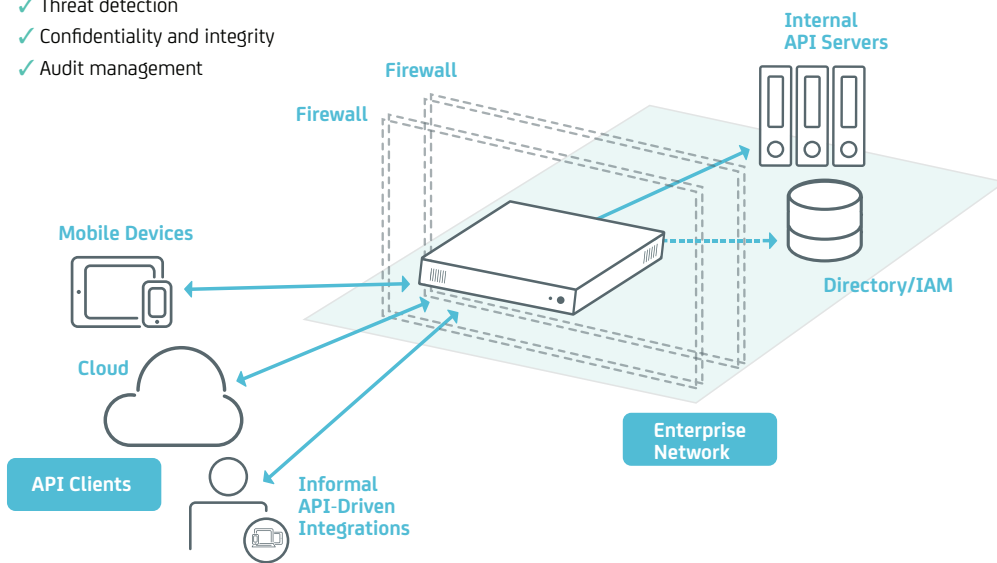 ✓ Threat detection
✓ Confidentiality and integrity
✓ Audit management
Internal
API Servers
Firewall
Firewall
Mobile Devices
Directory/IAM
Cloud
Enterprise
Network
API Clients
Informal
API-Driven
Integrations